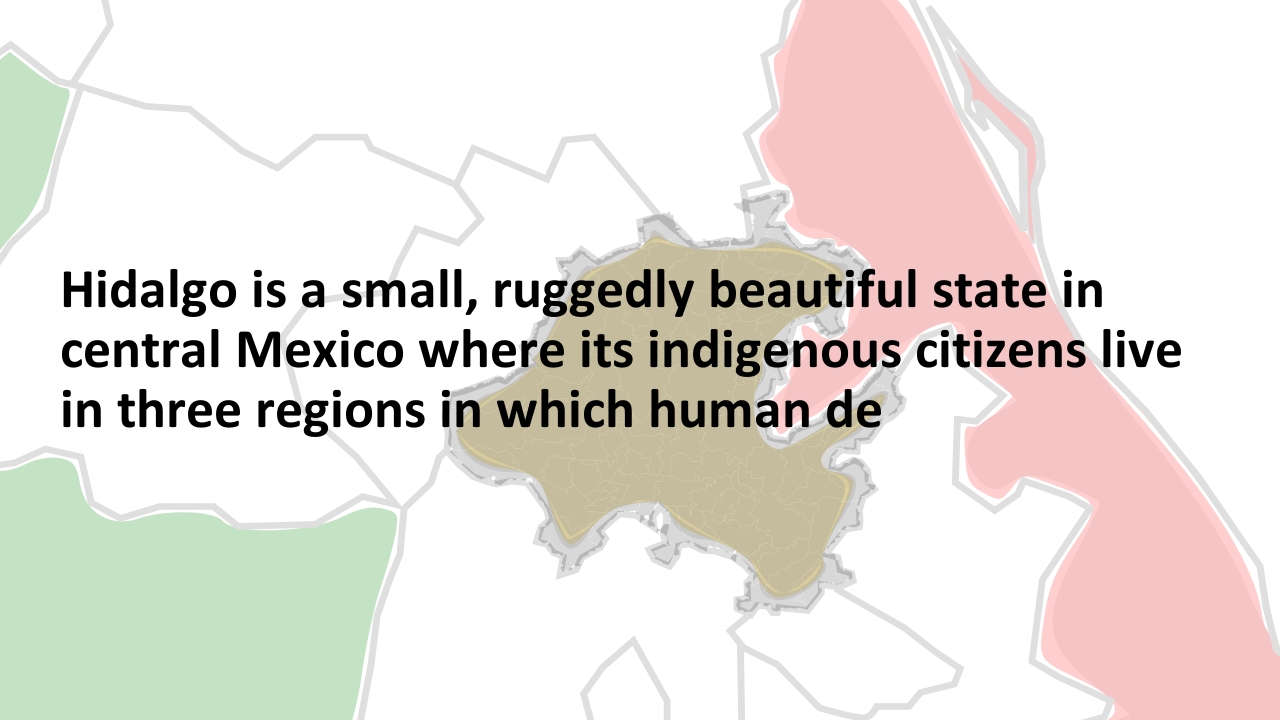 Hidalgo is a small, ruggedly beautiful state in
central Mexico where its indigenous citizens live
in three regions in which human de